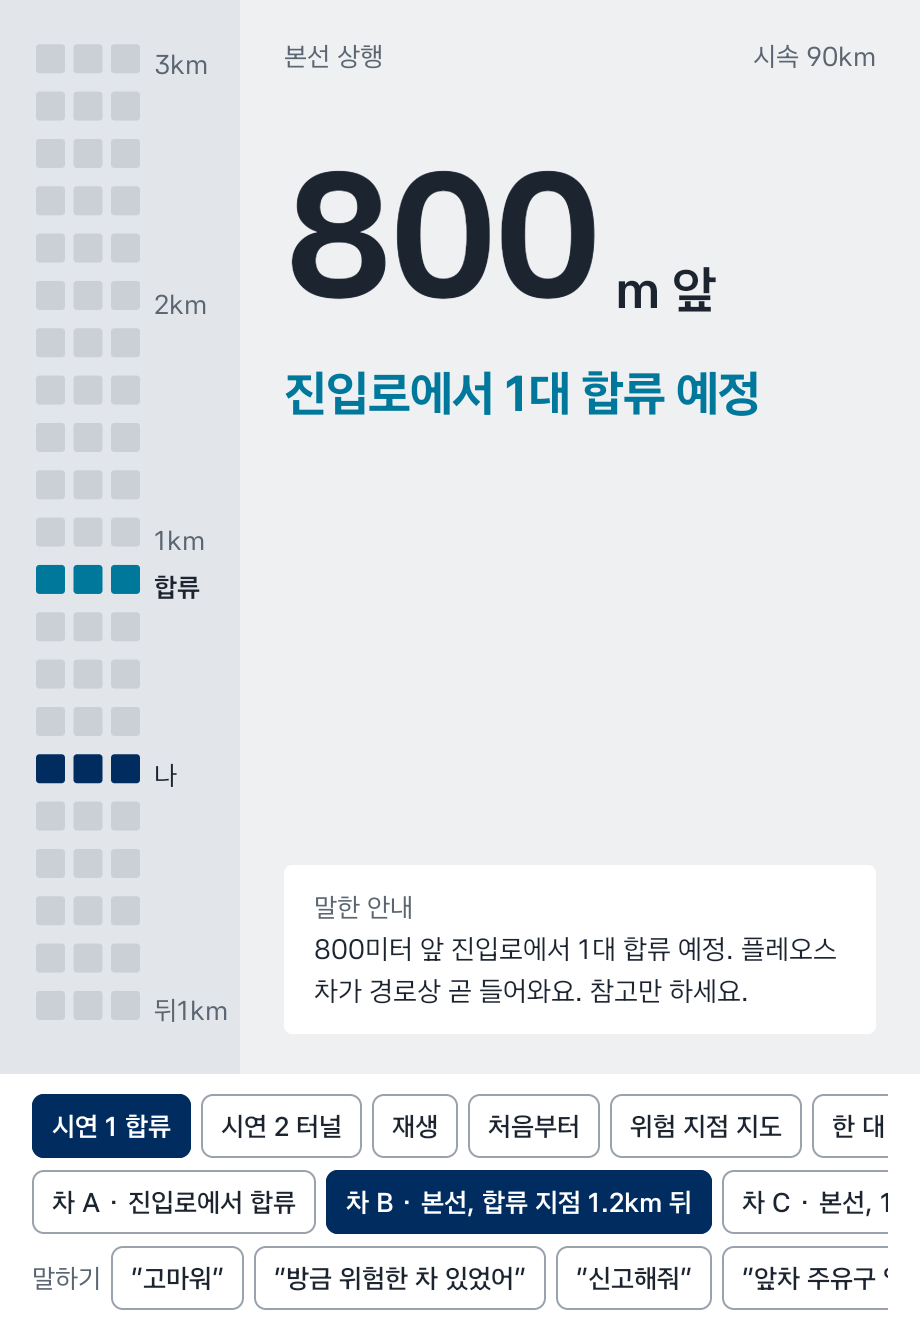 3km
2km
1km
합류
나
뒤1km
본선 상행
시속 90km
800 m 앞
진입로에서 1대 합류 예정
말한 안내
800미터 앞 진입로에서 1대 합류 예정. 플레오스
차가 경로상 곧 들어와요. 참고만 하세요.
시연 1 합류 시연 2 터널 재생 처음부터 위험 지점 지도 한 대
차 A · 진입로에서 합류 차 B · 본선, 합류 지점 1.2km 뒤 차 C · 본선, 1
말하기 "고마워" "방금 위험한 차 있었어" "신고해줘" "앞차 주유구